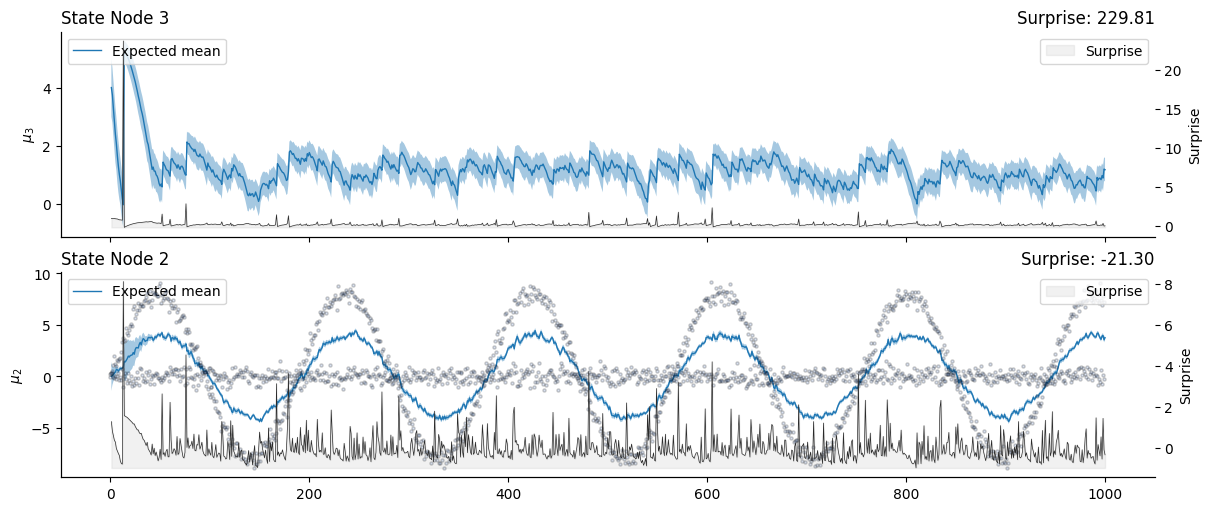 State Node 3
Surprise: 229.81
Expected mean
Surprise
4
2
0
μ3
20
15
10
5
0
Surprise
State Node 2
Surprise: -21.30
Expected mean
Surprise
10
5
0
−5
μ2
8
6
4
2
0
Surprise
0
200
400
600
800
1000